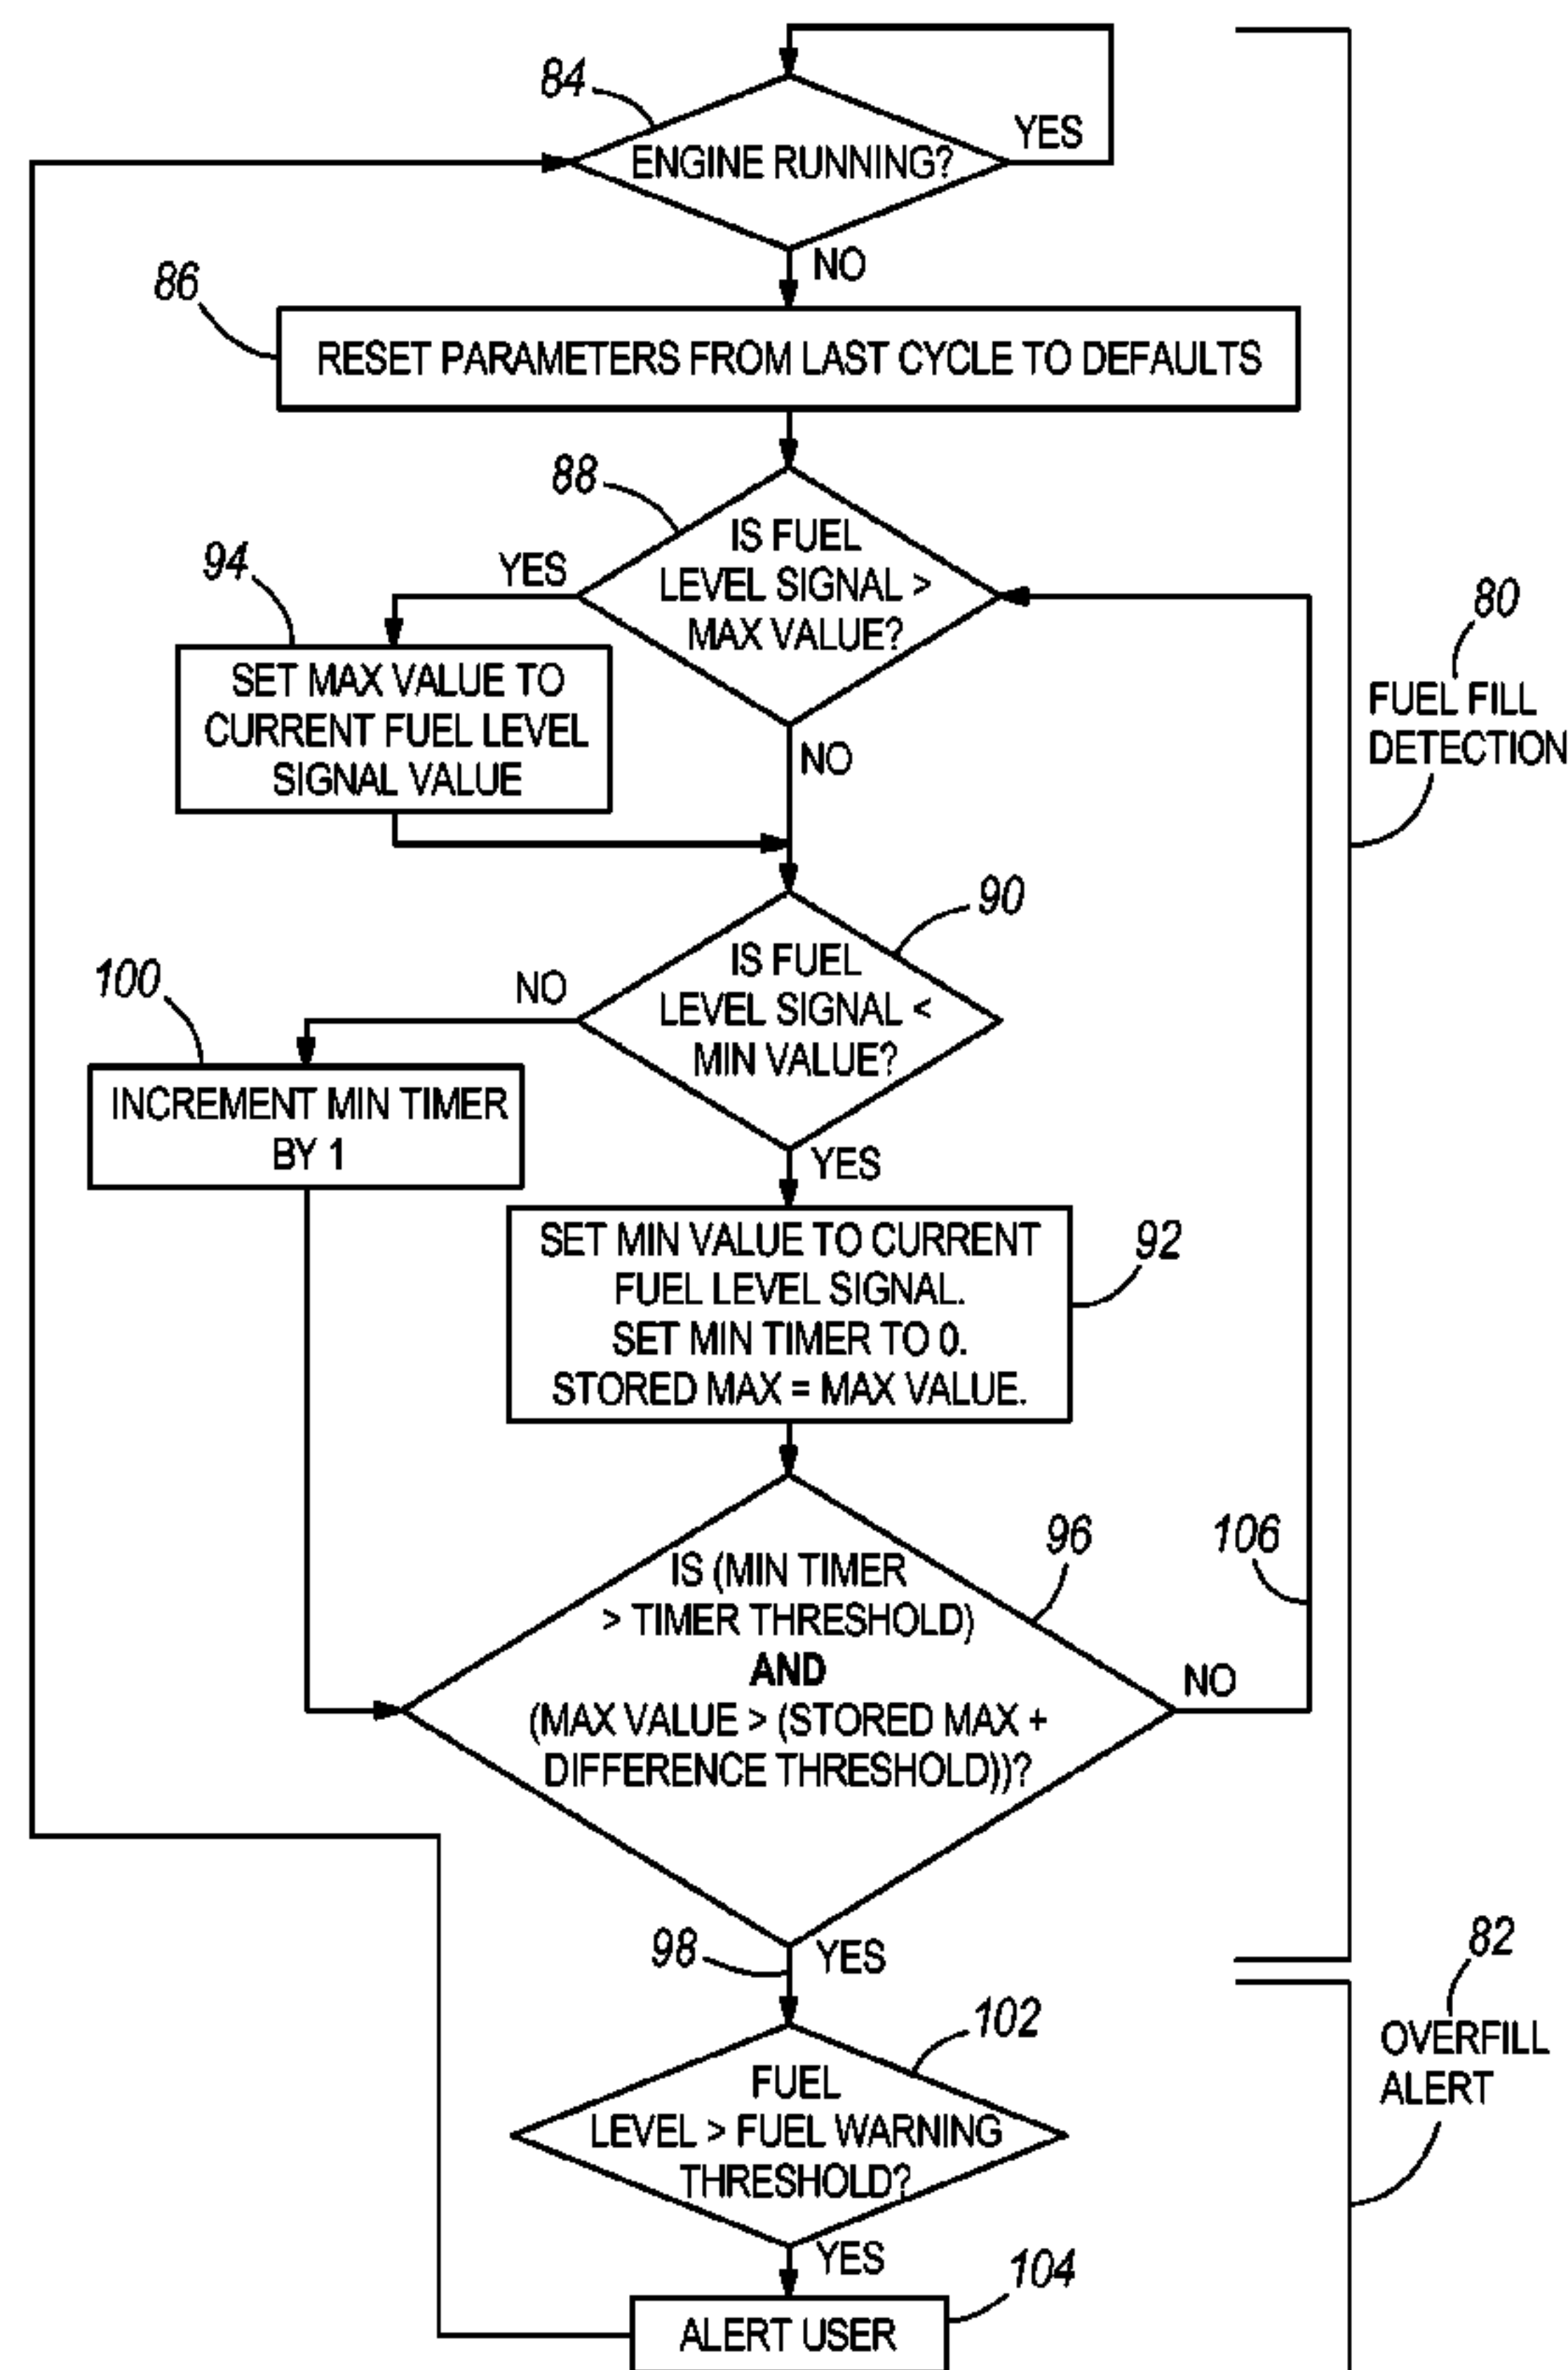 84
ENGINE RUNNING?
YES
NO
86
RESET PARAMETERS FROM LAST CYCLE TO DEFAULTS
88
IS FUEL
LEVEL SIGNAL >
MAX VALUE?
YES
94
SET MAX VALUE TO
CURRENT FUEL LEVEL
SIGNAL VALUE
NO
80
FUEL FILL
DETECTION
90
IS FUEL
LEVEL SIGNAL <
MIN VALUE?
NO
100
INCREMENT MIN TIMER
BY 1
YES
SET MIN VALUE TO CURRENT
FUEL LEVEL SIGNAL.
SET MIN TIMER TO 0.
STORED MAX = MAX VALUE.
92
96
106
IS (MIN TIMER
> TIMER THRESHOLD)
AND
(MAX VALUE > (STORED MAX +
DIFFERENCE THRESHOLD))?
NO
98
YES
82
OVERFILL
ALERT
102
FUEL
LEVEL > FUEL WARNING
THRESHOLD?
YES
104
ALERT USER